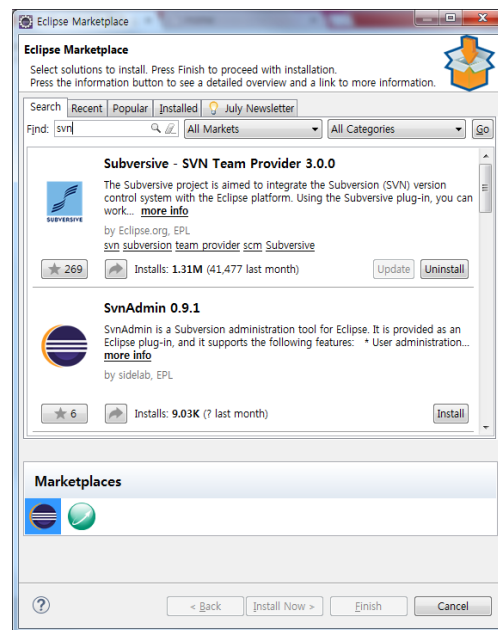 Eclipse Marketplace
Eclipse Marketplace
Select solutions to install. Press Finish to proceed with installation.
Press the information button to see a detailed overview and a link to more information.
Search Recent Popular Installed July Newsletter
Find: svn All Markets All Categories Go
Subversive - SVN Team Provider 3.0.0
The Subversive project is aimed to integrate the Subversion (SVN) version
control system with the Eclipse platform. Using the Subversive plug-in, you can
work... more info
SUBVERSIVE
by Eclipse.org, EPL
svn subversion team provider scm Subversive
269 Installs: 1.31M (41,477 last month) Update Uninstall
SvnAdmin 0.9.1
SvnAdmin is a Subversion administration tool for Eclipse. It is provided as an
Eclipse plug-in, and it supports the following features: * User administration...
more info
by sidelab, EPL
6 Installs: 9.03K (? last month) Install
Marketplaces
? < Back Install Now > Finish Cancel